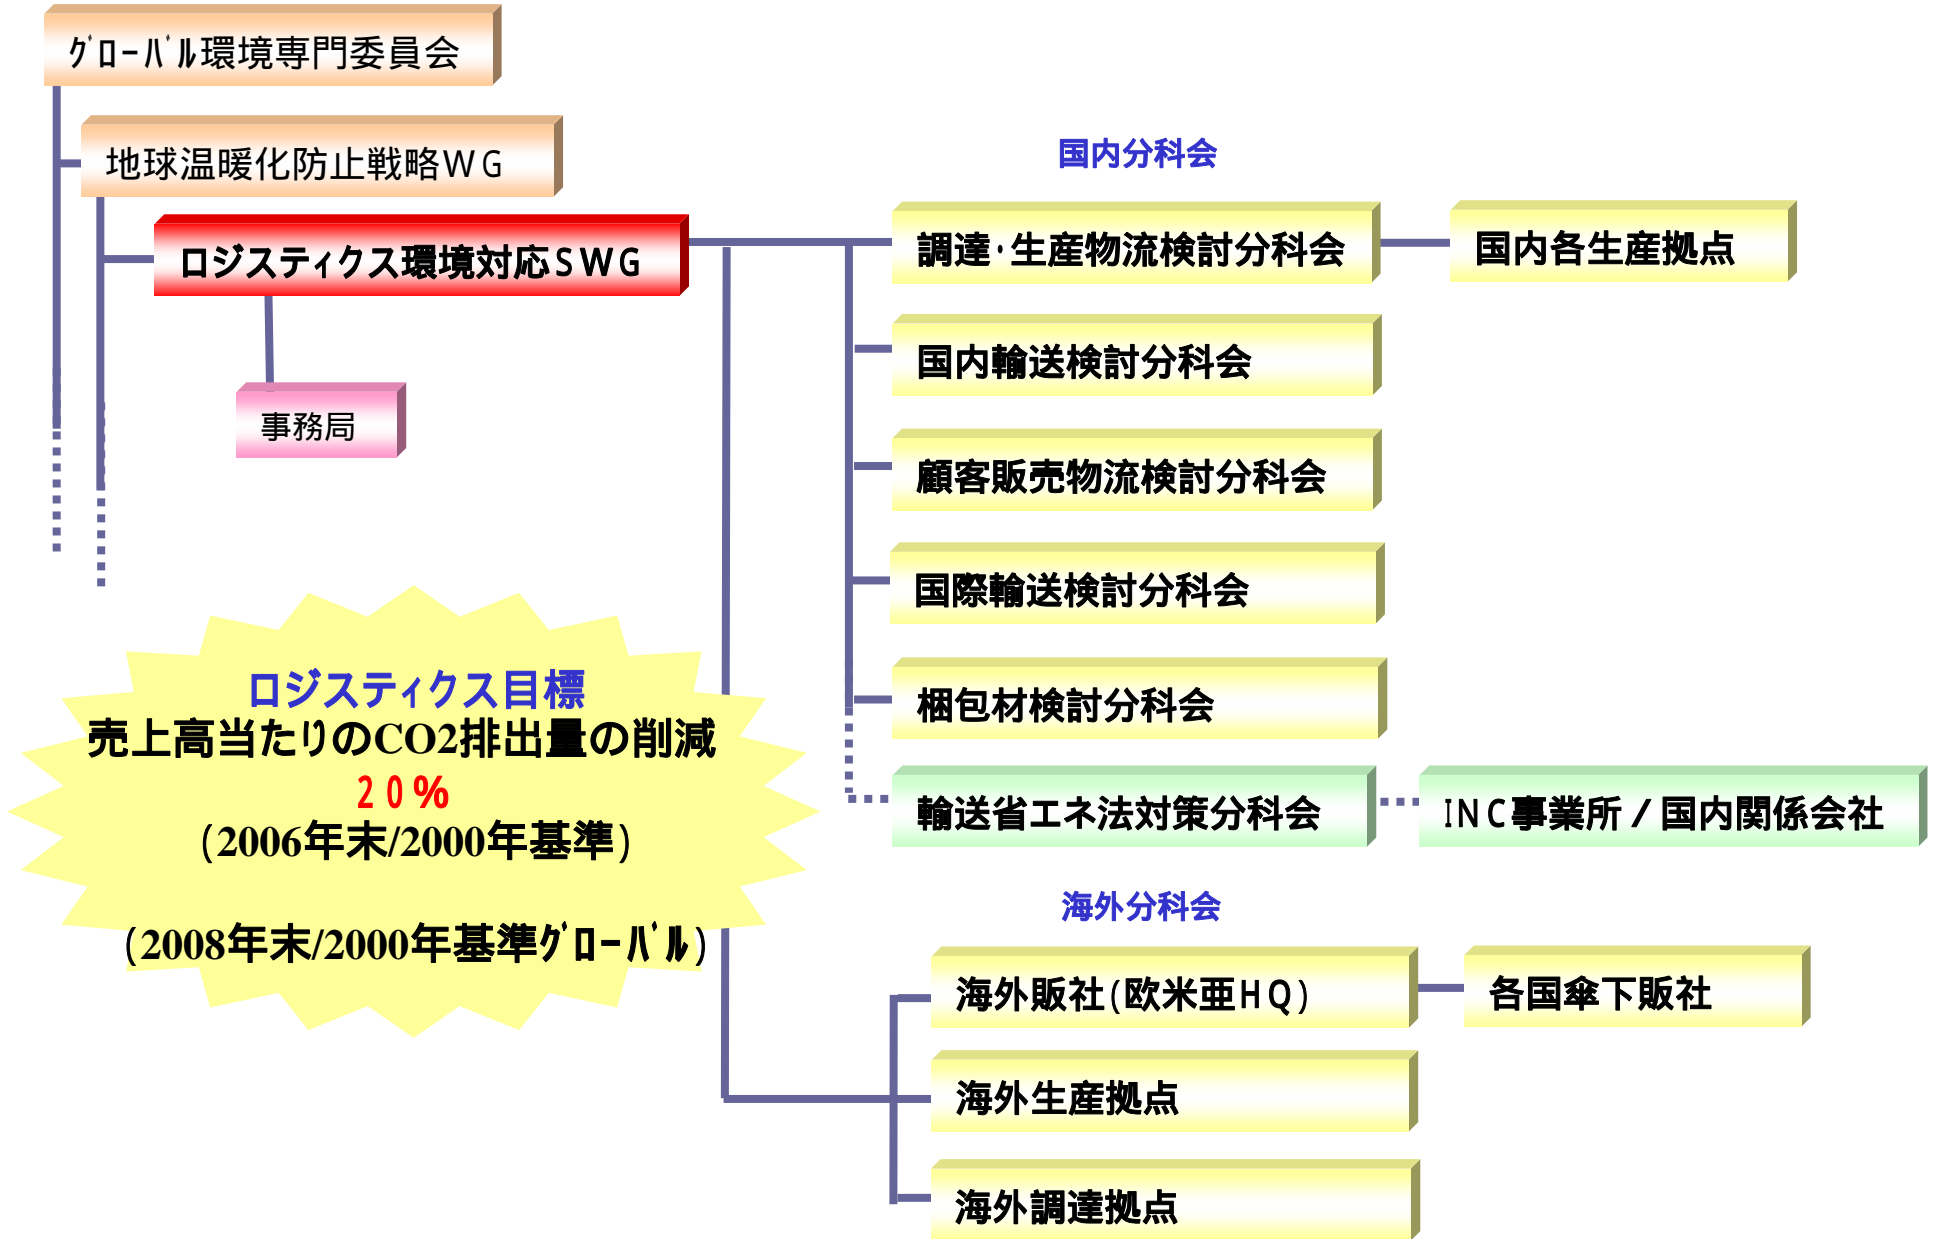 グローバル環境専門委員会
地球温暖化防止戦略WG
ロジスティクス環境対応SWG
事務局
国内分科会
調達・生産物流検討分科会
国内各生産拠点
国内輸送検討分科会
顧客販売物流検討分科会
国際輸送検討分科会
梱包材検討分科会
輸送省エネ法対策分科会
INC事業所／国内関係会社
ロジスティクス目標
売上高当たりのCO2排出量の削減
20%
(2006年末/2000年基準)
(2008年末/2000年基準グローバル)
海外分科会
海外販社(欧米亜HQ)
各国傘下販社
海外生産拠点
海外調達拠点